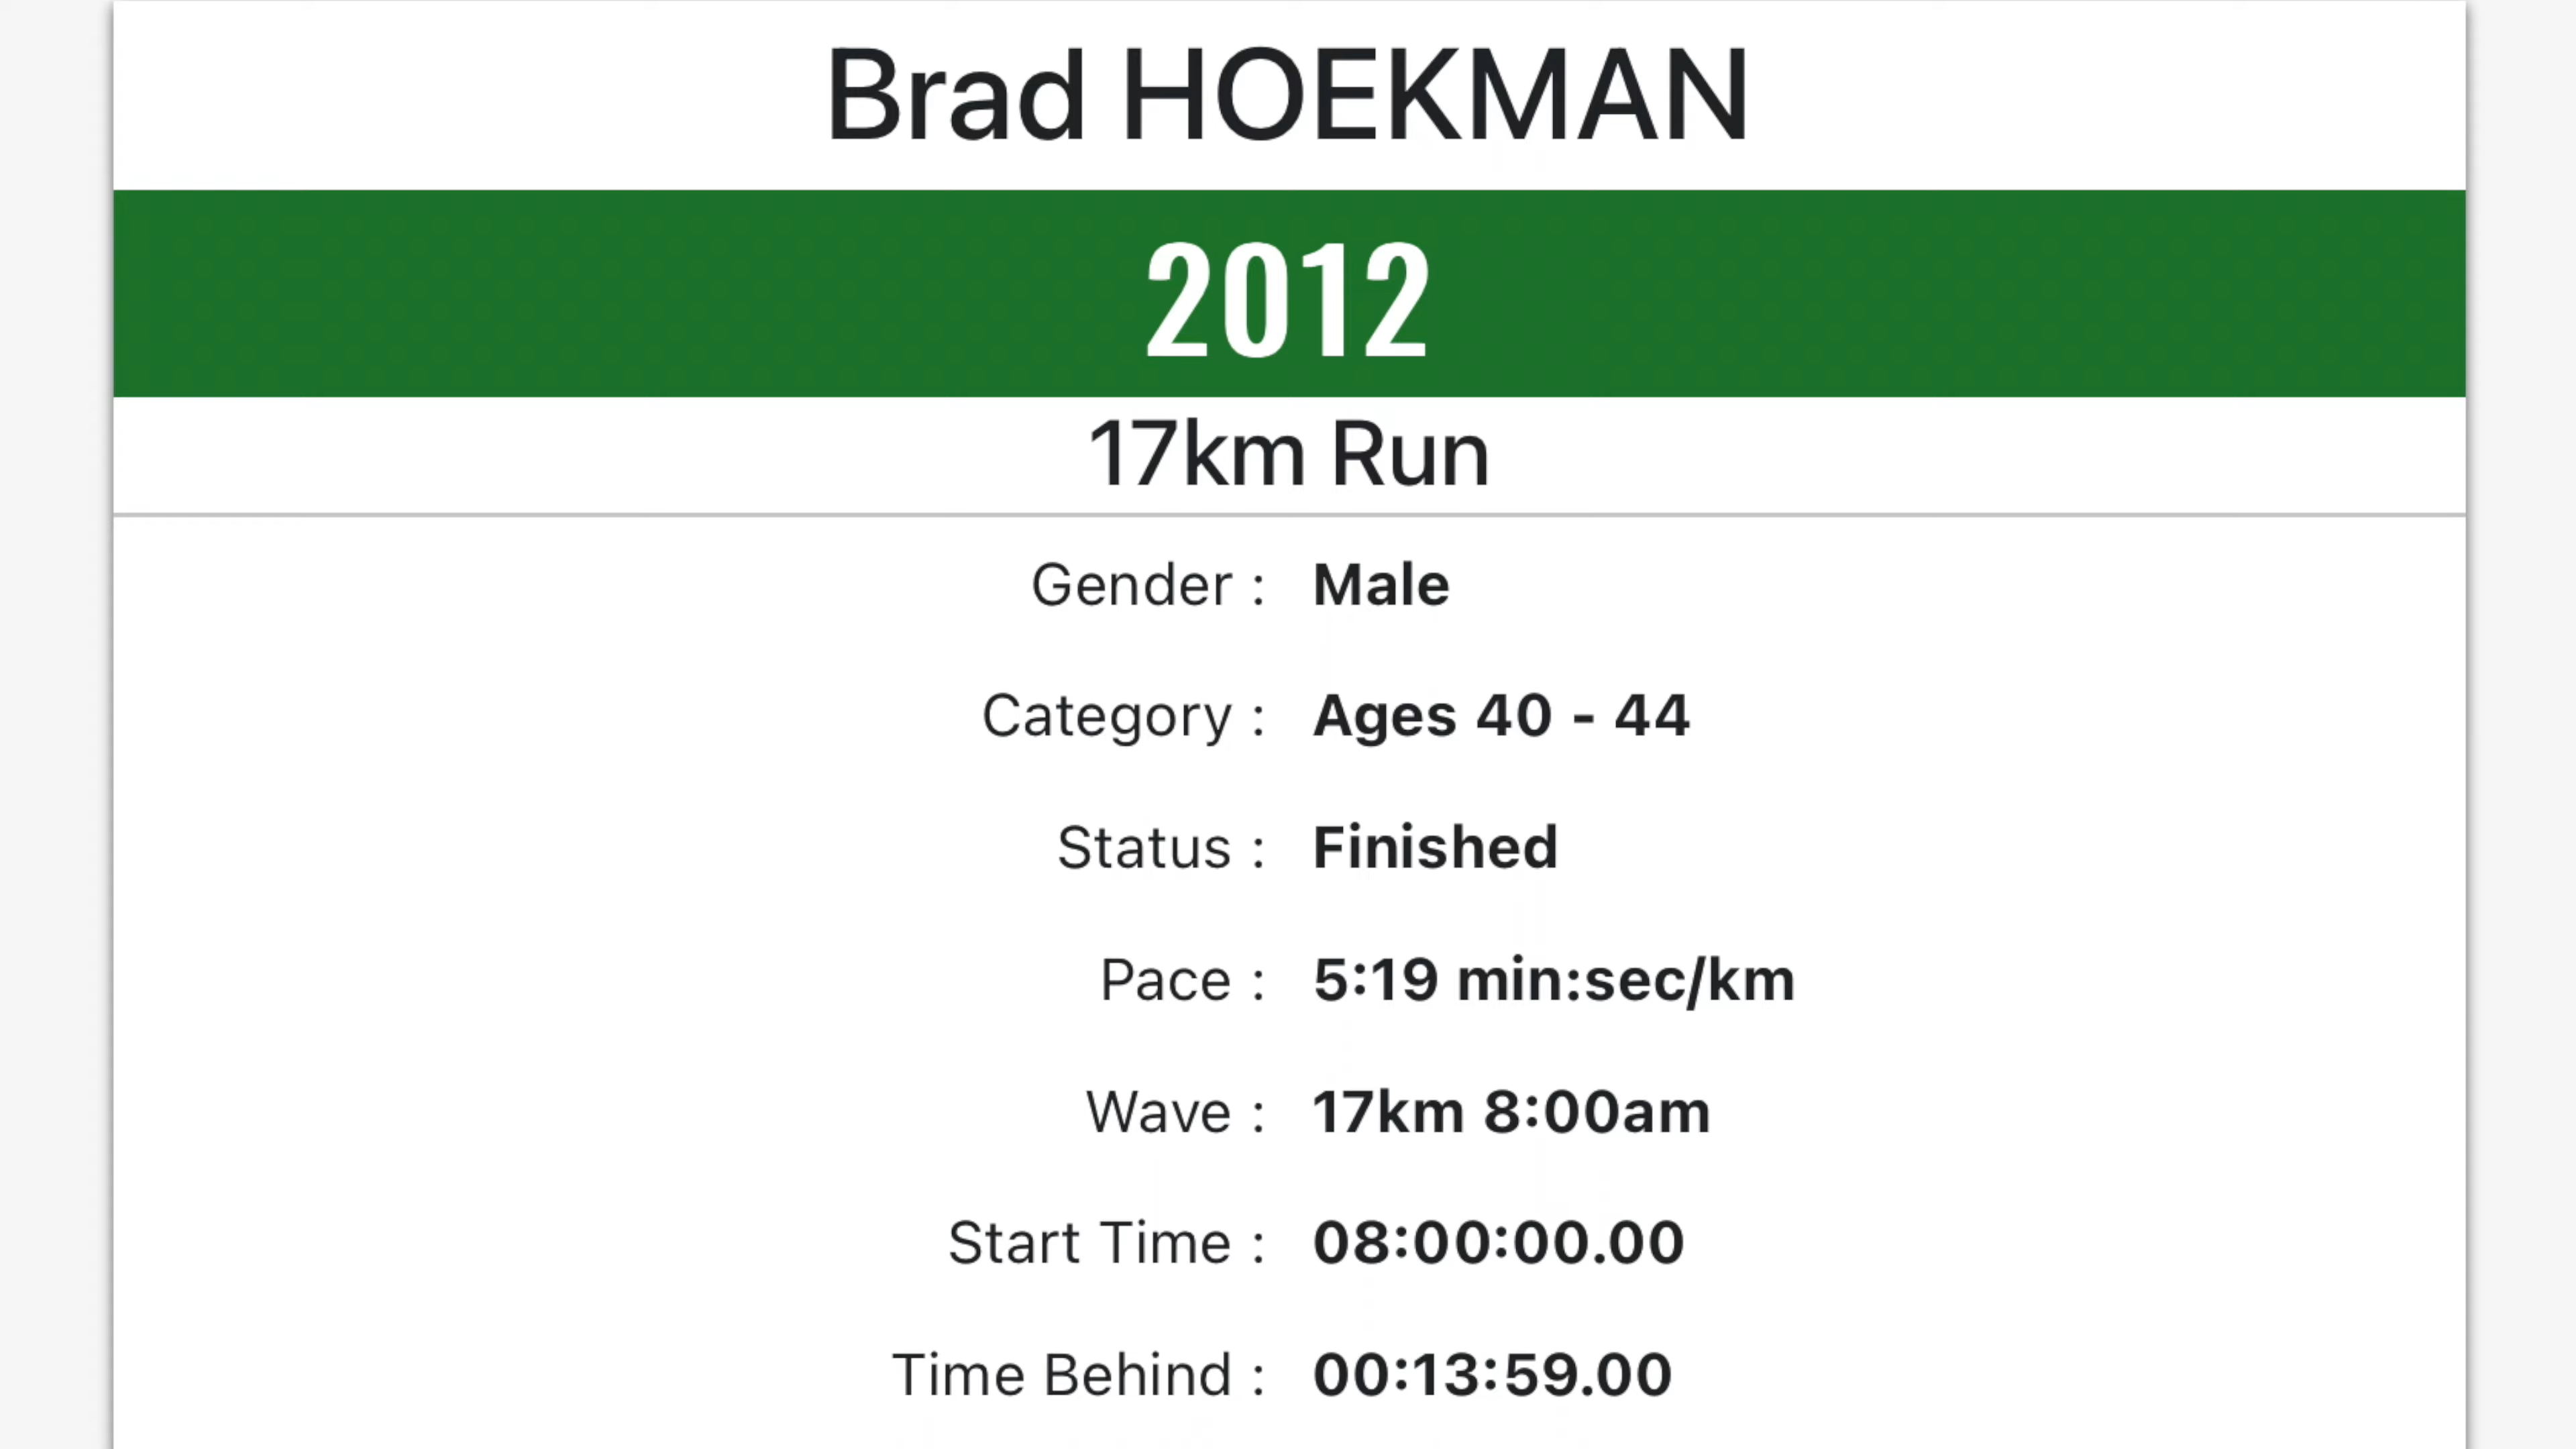 Brad HOEKMAN
2012
17km Run
Gender : Male
Category : Ages 40 - 44
Status : Finished
Pace : 5:19 min:sec/km
Wave : 17km 8:00am
Start Time : 08:00:00.00
Time Behind : 00:13:59.00